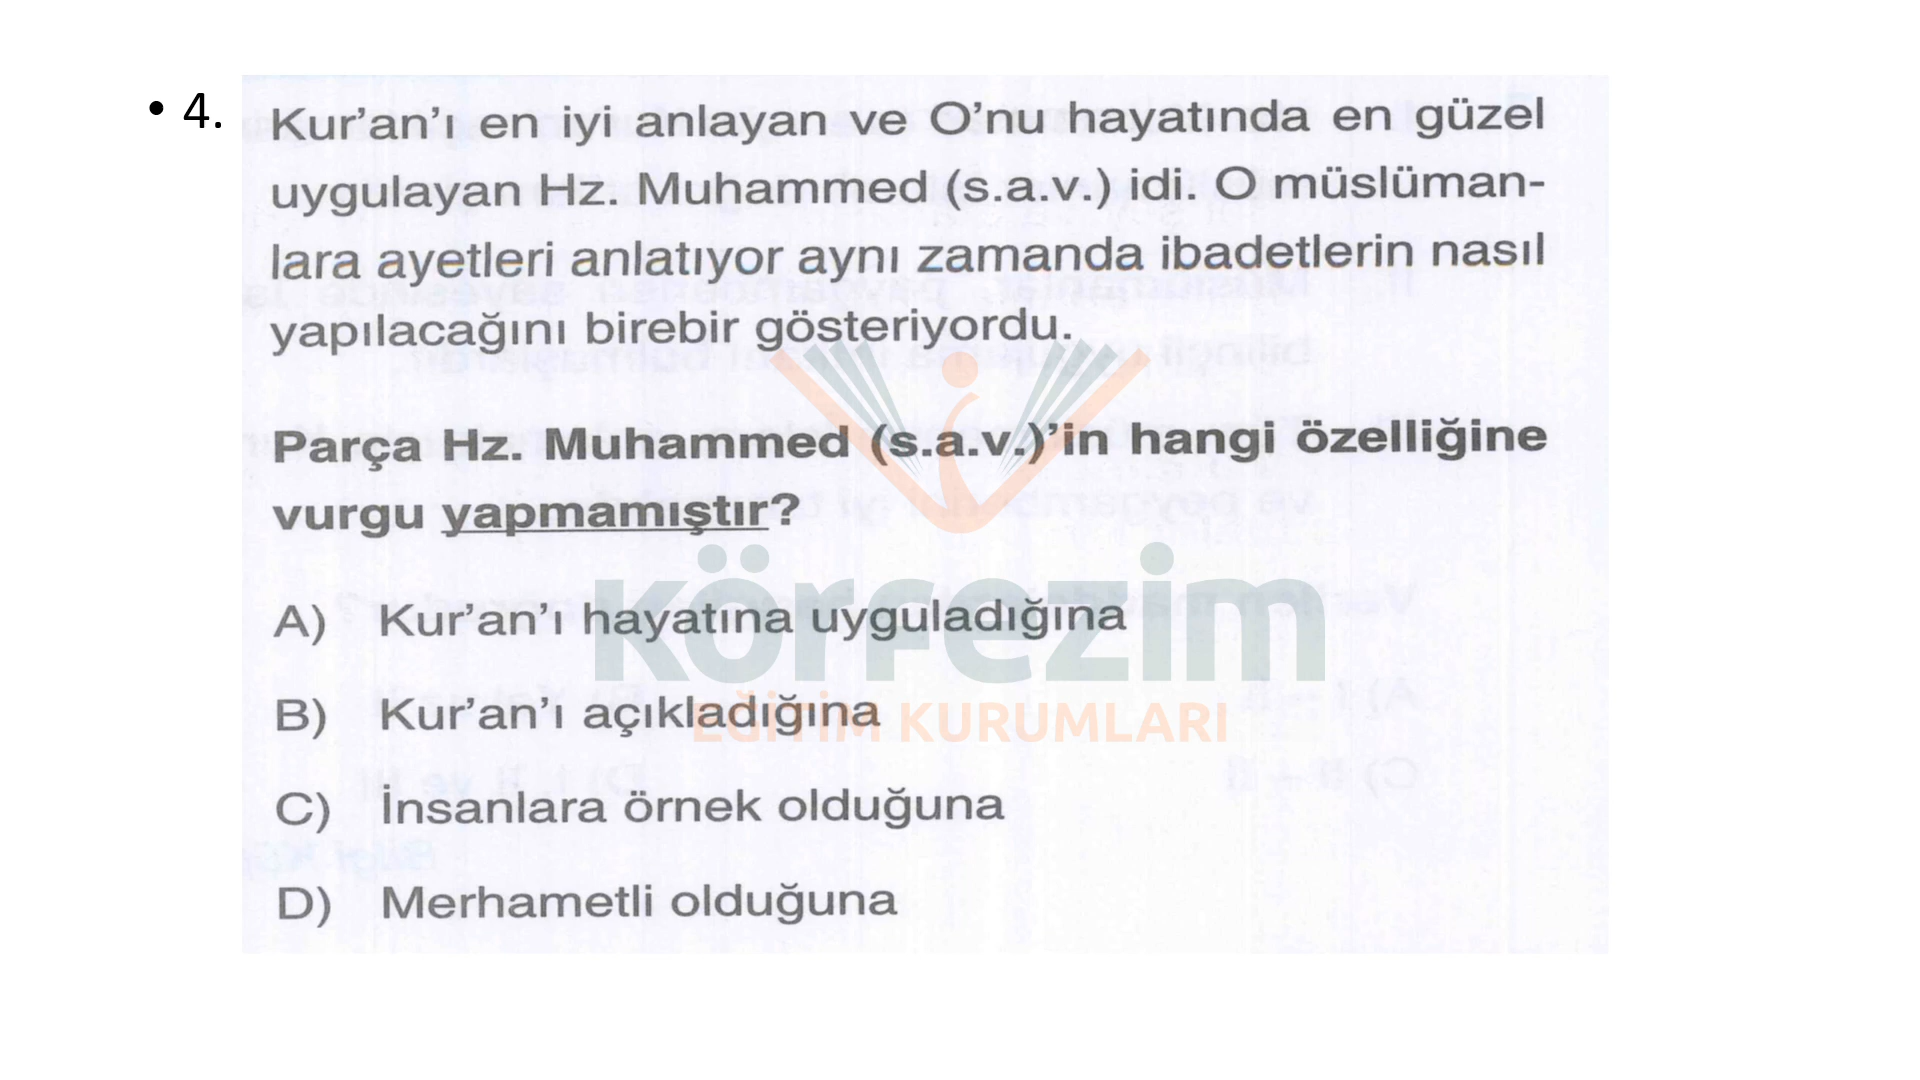 • 4.
Kur’an’ı en iyi anlayan ve O’nu hayatında en güzel
uygulayan Hz. Muhammed (s.a.v.) idi. O müslüman-
lara ayetleri anlatıyor aynı zamanda ibadetlerin nasıl
yapılacağını birebir gösteriyordu.
Parça Hz. Muhammed (s.a.v.)’in hangi özelliğine
vurgu yapmamıştır?
A) Kur’an’ı hayatına uyguladığına
B) Kur’an’ı açıkladığına
C) İnsanlara örnek olduğuna
D) Merhametli olduğuna
körfezim
EĞİTİM KURUMLARI